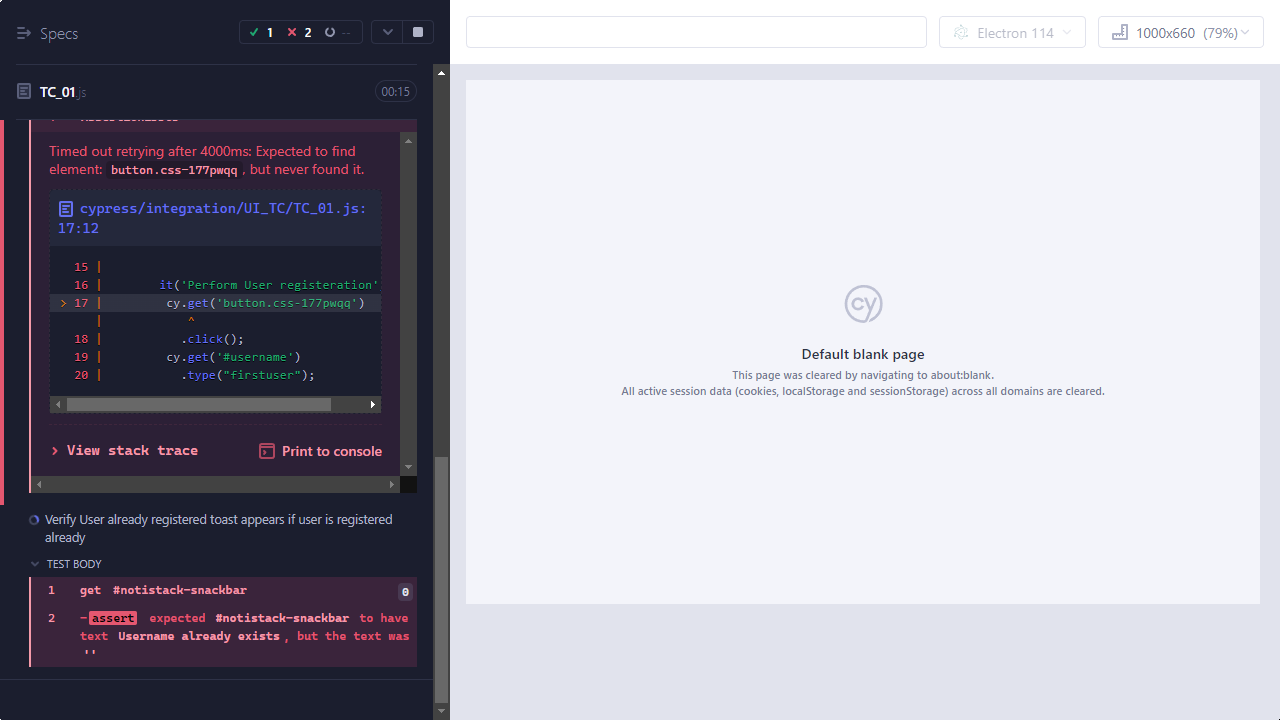 Specs
1 2 --
Electron 114
1000x660 (79%)
TC_01.js
00:15
Timed out retrying after 4000ms: Expected to find
element: button.css-177pwqq, but never found it.
cypress/integration/UI_TC/TC_01.js:
17:12
15 |
16 | it('Perform User registeration'
> 17 | cy.get('button.css-177pwqq')
| ^
18 | .click();
19 | cy.get('#username')
20 | .type("firstuser");
View stack trace
Print to console
Verify User already registered toast appears if user is registered
already
TEST BODY
1 get #notistack-snackbar 0
2 -assert expected #notistack-snackbar to have
text Username already exists, but the text was
''
cy
Default blank page
This page was cleared by navigating to about:blank.
All active session data (cookies, localStorage and sessionStorage) across all domains are cleared.